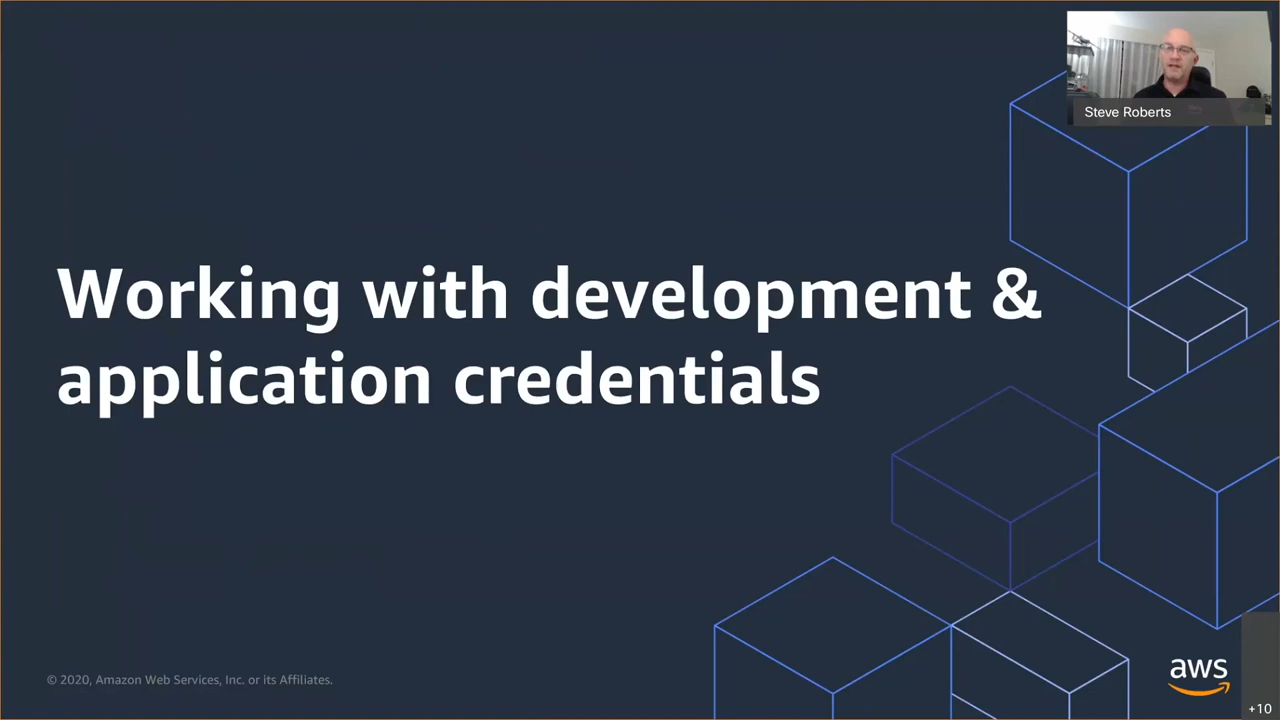 Steve Roberts
Working with development &
application credentials
© 2020, Amazon Web Services, Inc. or its Affiliates.
aws
+10